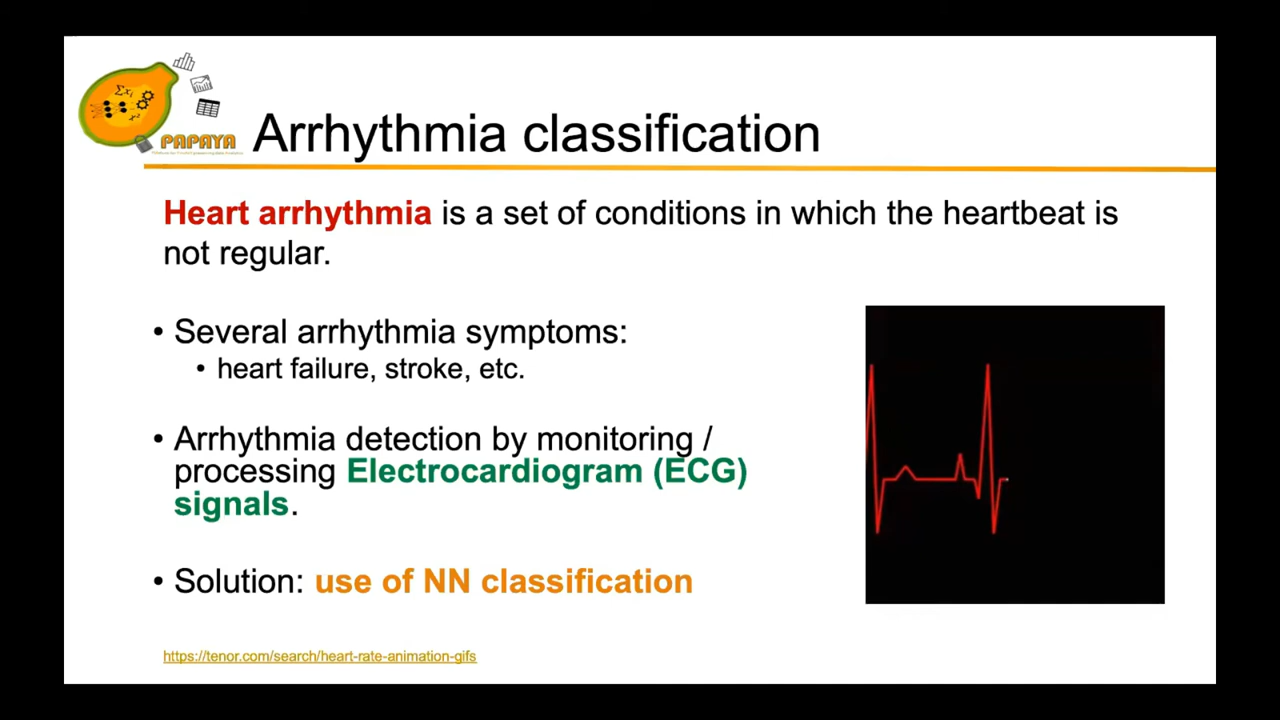 PAPAYA
Arrhythmia classification
Heart arrhythmia is a set of conditions in which the heartbeat is
not regular.
• Several arrhythmia symptoms:
• heart failure, stroke, etc.
• Arrhythmia detection by monitoring /
processing Electrocardiogram (ECG)
signals.
• Solution: use of NN classification
https://tenor.com/search/heart-rate-animation-gifs